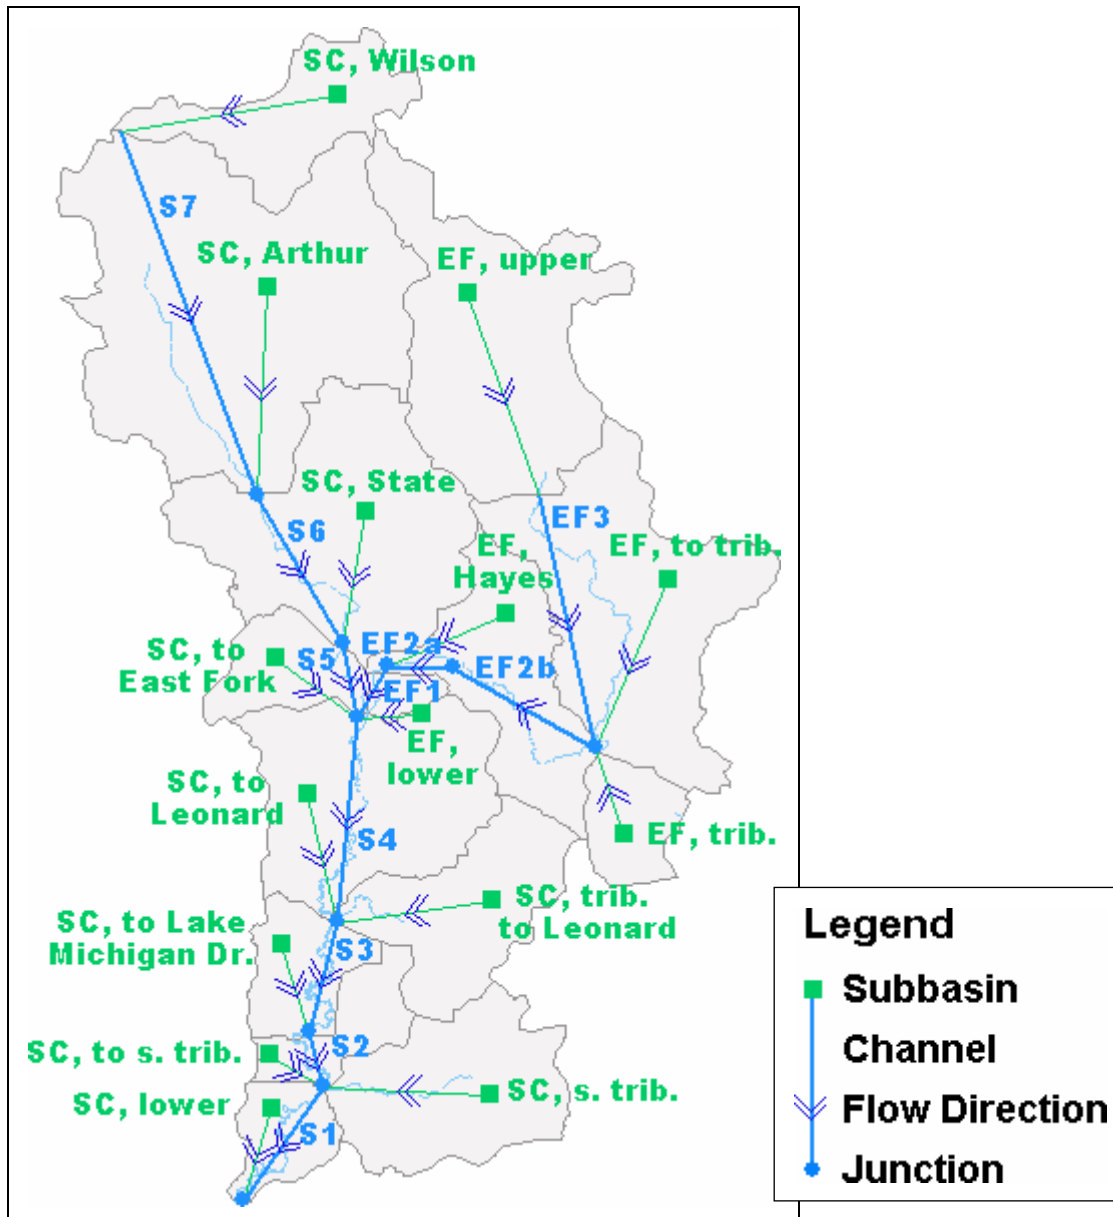 SC, Wilson
S7
SC, Arthur
EF, upper
SC, State
S6
EF3
EF,
Hayes
EF, to trib.
SC, to
East Fork
S5
EF2a
EF2b
EF1
EF,
lower
SC, to
Leonard
S4
EF, trib.
SC, trib.
to Leonard
SC, to Lake
Michigan Dr.
S3
SC, to s. trib.
S2
SC, s. trib.
SC, lower
S1
Legend
Subbasin
Channel
Flow Direction
Junction